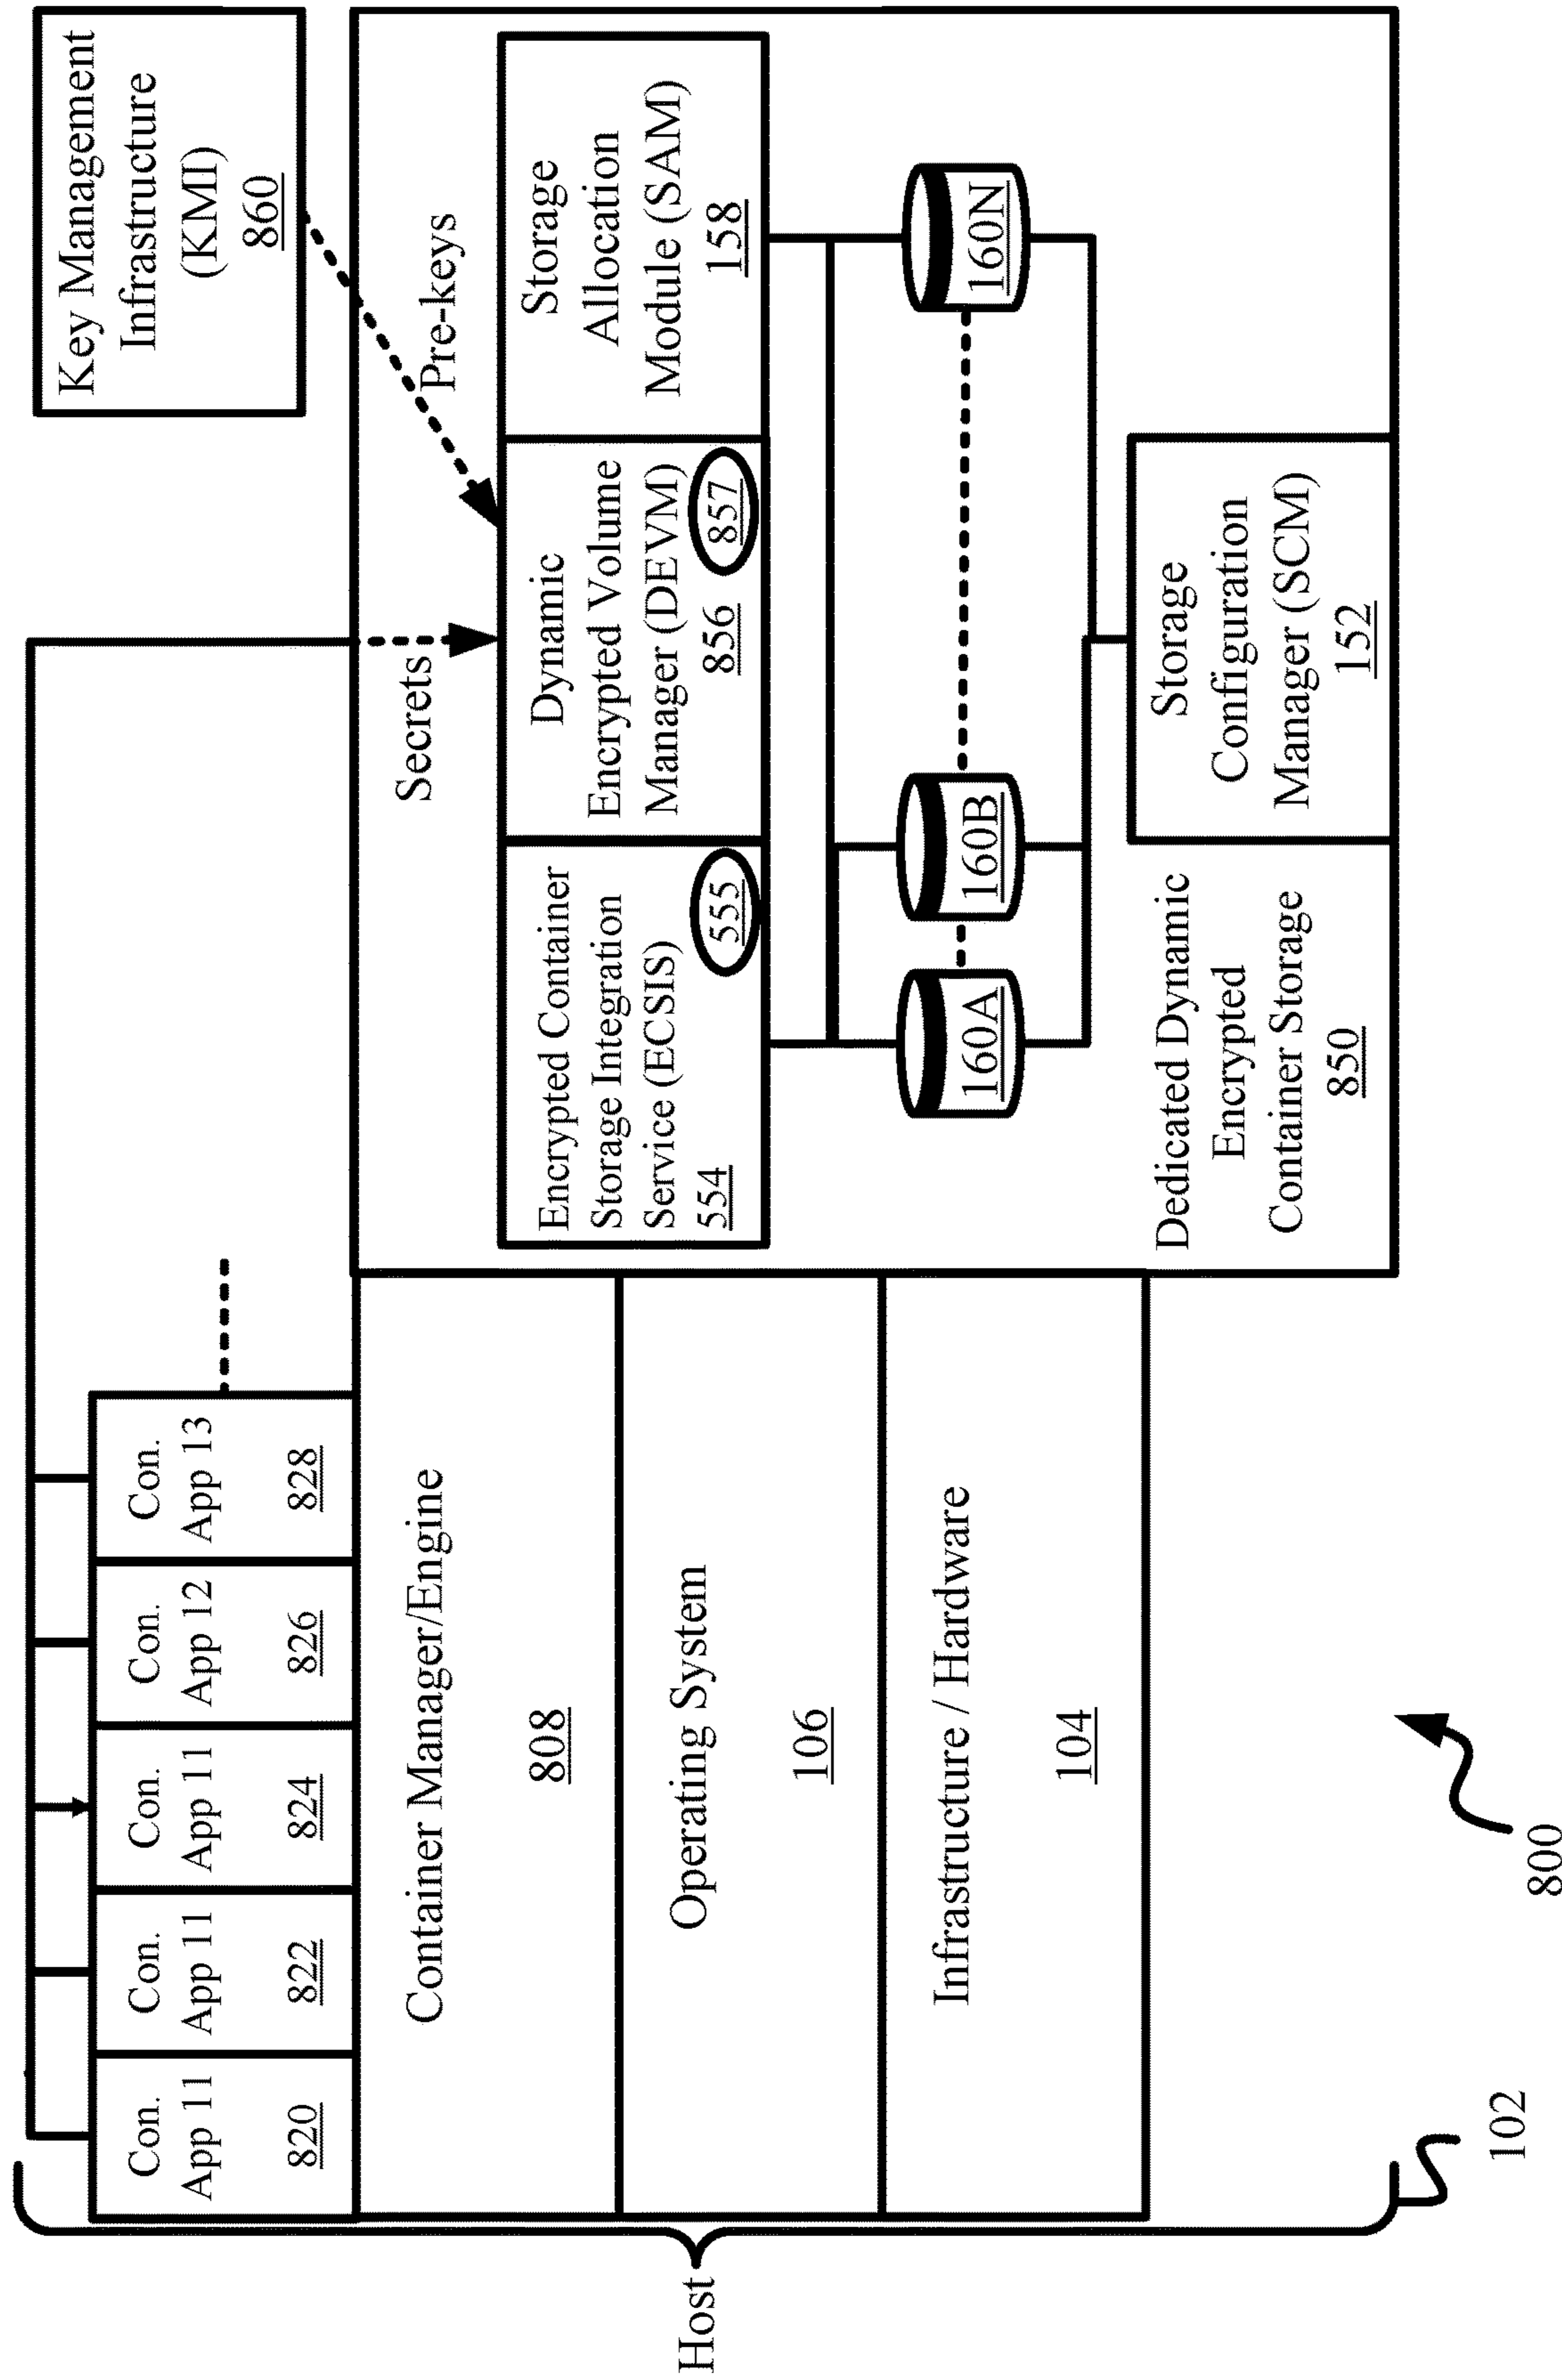 Host
Con.
App 11
820
Con.
App 11
822
Con.
App 11
824
Con.
App 12
826
Con.
App 13
828
Container Manager/Engine
808
Operating System
106
Infrastructure / Hardware
104
Key Management
Infrastructure
(KMI)
860
Secrets
Pre-keys
Encrypted Container
Storage Integration
Service (ECSIS)
554
555
Dynamic
Encrypted Volume
Manager (DEVM)
856
857
Storage
Allocation
Module (SAM)
158
160A
160B
160N
Dedicated Dynamic
Encrypted
Container Storage
850
Storage
Configuration
Manager (SCM)
152
102
800